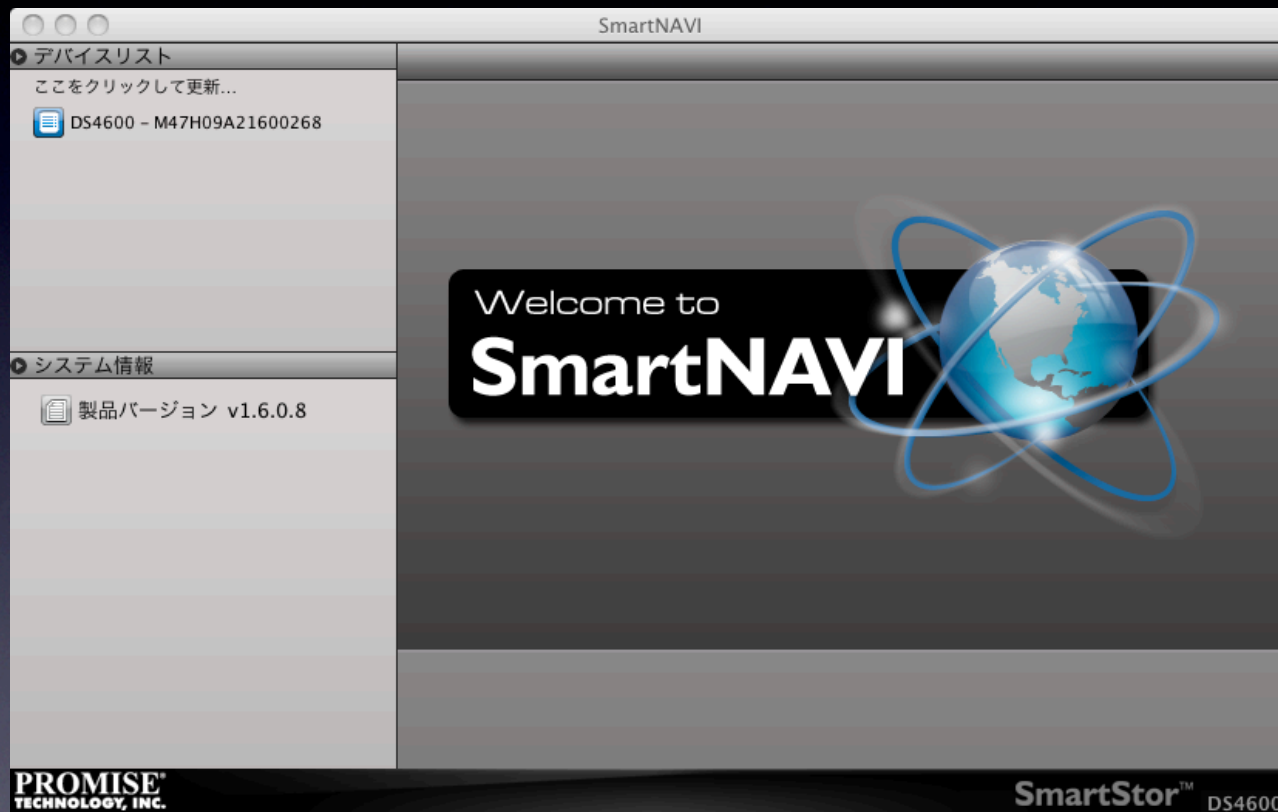 SmartNAVI
デバイスリスト
ここをクリックして更新...
DS4600 – M47H09A21600268
システム情報
製品バージョン v1.6.0.8
Welcome to
SmartNAVI
PROMISE®
TECHNOLOGY, INC.
SmartStor™ DS4600